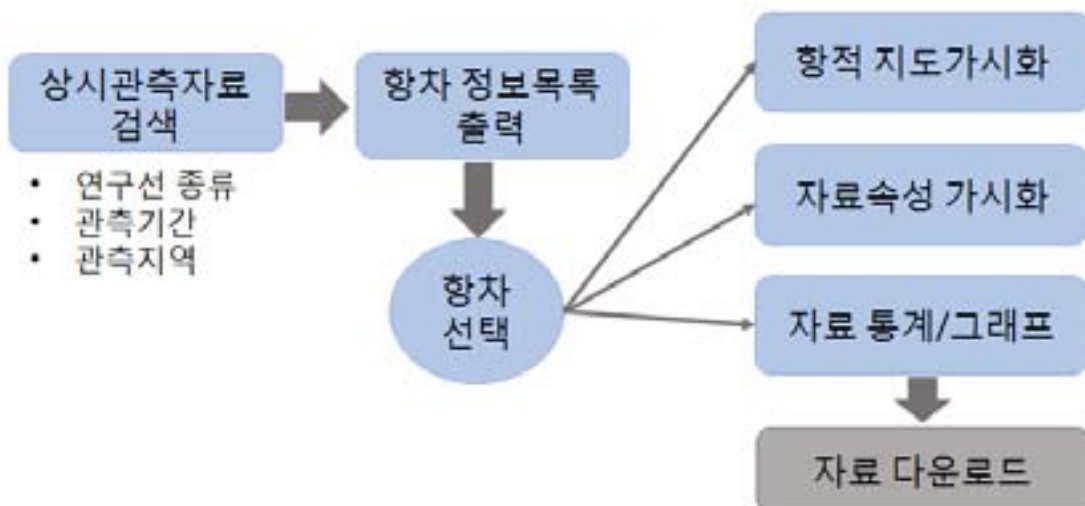 상시관측자료
검색
• 연구선 종류
• 관측기간
• 관측지역
항차 정보목록
출력
항차
선택
항적 지도가시화
자료속성 가시화
자료 통계/그래프
자료 다운로드